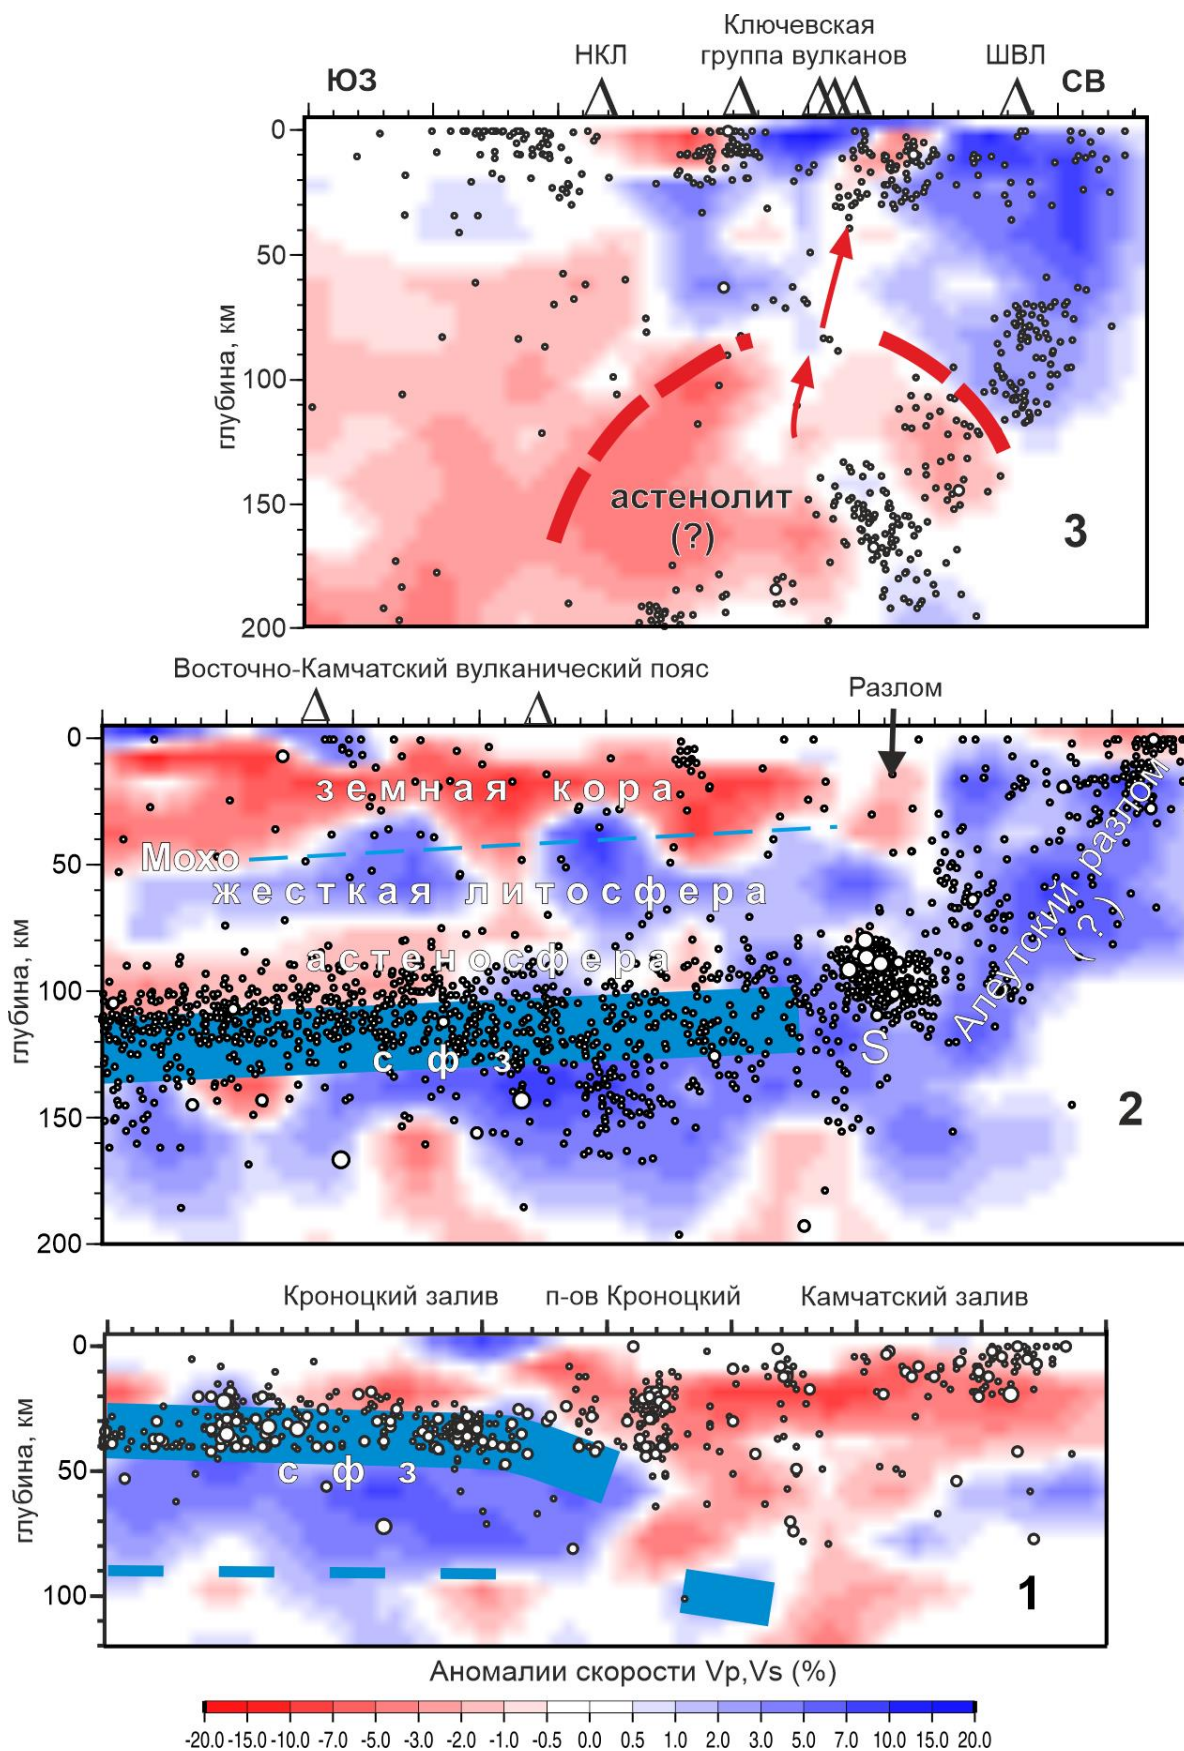 Ключевская
НКЛ группа вулканов ШВЛ
ЮЗ СВ
0
50
100
150
200
глубина, км
астенолит
(?)
3
Восточно-Камчатский вулканический пояс
Разлом
0
50
100
150
200
глубина, км
земная кора
Мохо
жесткая литосфера
астеносфера
сфз
S
Алеутский разлом
(?)
2
Кроноцкий залив п-ов Кроноцкий Камчатский залив
0
50
100
глубина, км
сфз
1
Аномалии скорости Vp,Vs (%)
-20.0 -15.0 -10.0 -7.0 -5.0 -3.0 -2.0 -1.0 -0.5 0.0 0.5 1.0 2.0 3.0 5.0 7.0 10.0 15.0 20.0